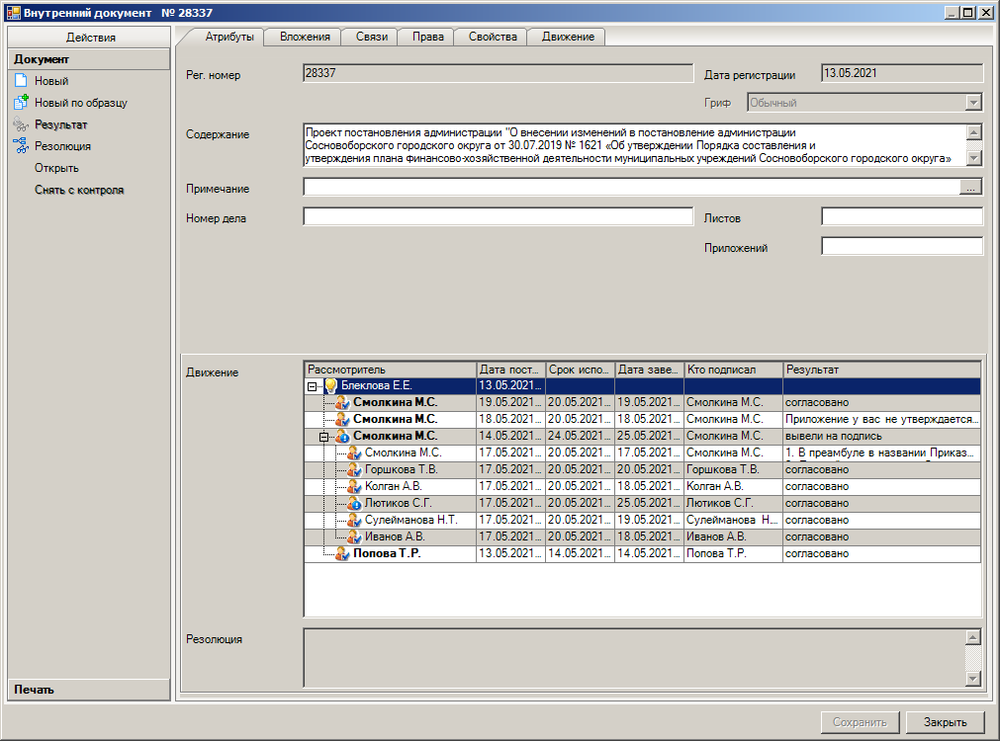 Внутренний документ № 28337
Действия
Документ
Новый
Новый по образцу
Результат
Резолюция
Открыть
Снять с контроля
Печать
Атрибуты Вложения Связи Права Свойства Движение
Рег. номер 28337 Дата регистрации 13.05.2021
Гриф Обычный
Содержание
Проект постановления администрации "О внесении изменений в постановление администрации
Сосновоборского городского округа от 30.07.2019 № 1621 «Об утверждении Порядка составления и
утверждения плана финансово-хозяйственной деятельности муниципальных учреждений Сосновоборского городского округа»
Примечание ...
Номер дела Листов
Приложений
Движение
Рассмотритель Дата пост... Срок испо... Дата заве... Кто подписал Результат
Блеклова Е.Е. 13.05.2021...
Смолкина М.С. 19.05.2021... 20.05.2021... 19.05.2021... Смолкина М.С. согласовано
Смолкина М.С. 18.05.2021... 20.05.2021... 18.05.2021... Смолкина М.С. Приложение у вас не утверждается...
Смолкина М.С. 14.05.2021... 24.05.2021... 25.05.2021... Смолкина М.С. вывели на подпись
Смолкина М.С. 17.05.2021... 20.05.2021... 17.05.2021... Смолкина М.С. 1. В преамбуле в названии Приказ...
Горшкова Т.В. 17.05.2021... 20.05.2021... 20.05.2021... Горшкова Т.В. согласовано
Колган А.В. 17.05.2021... 20.05.2021... 18.05.2021... Колган А.В. согласовано
Лютиков С.Г. 17.05.2021... 20.05.2021... 25.05.2021... Лютиков С.Г. согласовано
Сулейманова Н.Т. 17.05.2021... 20.05.2021... 19.05.2021... Сулейманова Н... согласовано
Иванов А.В. 17.05.2021... 20.05.2021... 18.05.2021... Иванов А.В. согласовано
Попова Т.Р. 13.05.2021... 14.05.2021... 14.05.2021... Попова Т.Р. согласовано
Резолюция
Сохранить Закрыть